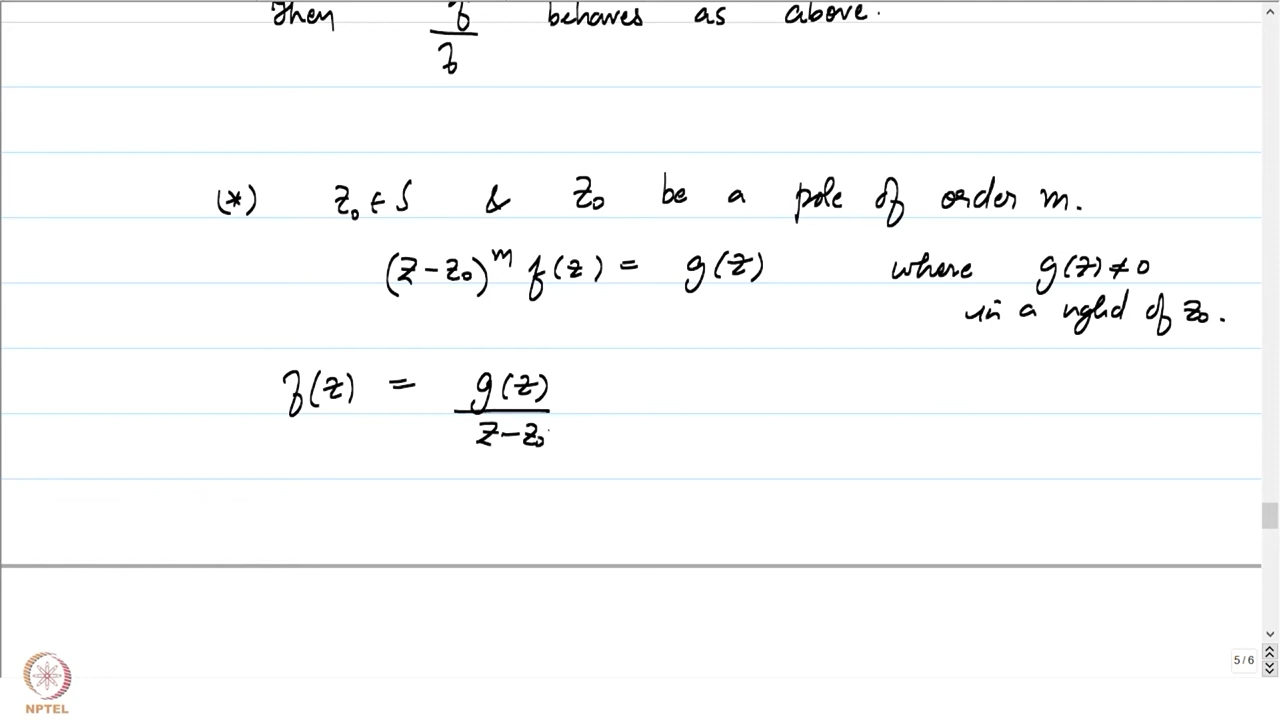 Then f/f behaves as above.
(*) z₀ ∈ S & z₀ be a pole of order m.
(z-z₀)^m f(z) = g(z) where g(z) ≠ 0
in a nghd of z₀.
f(z) = g(z)/z-z₀
5 / 6
NPTEL